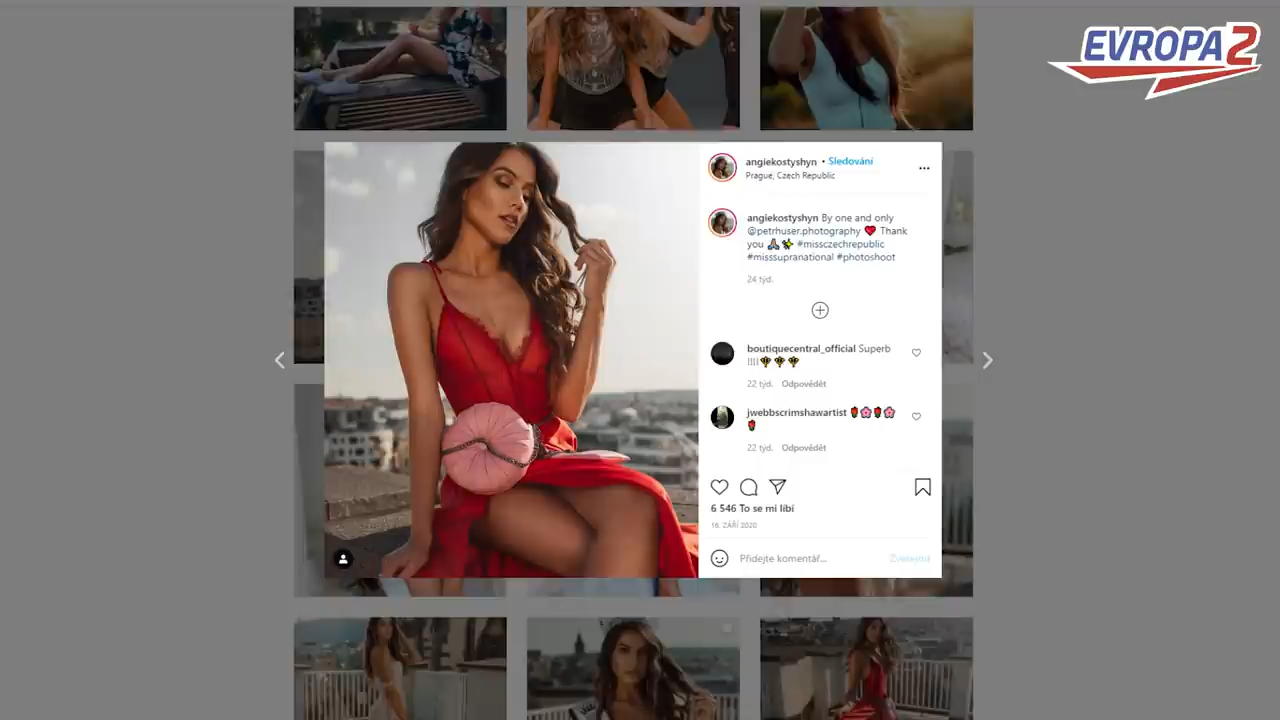 EVROPA 2
angiekostyshyn • Sledování
Prague, Czech Republic
angiekostyshyn By one and only
@petrhuser.photography ❤️ Thank
you 🙏🏼✨ #missczechrepublic
#misssupranational #photoshoot
24 týd.
boutiquecentral_official Superb
!!!!
22 týd. Odpovědět
jwebbscrimshawartist 🌹🌸🌹🌸
🌹
22 týd. Odpovědět
6 546 To se mi líbí
16. ZÁŘÍ 2020
Přidejte komentář... Zveřejnit